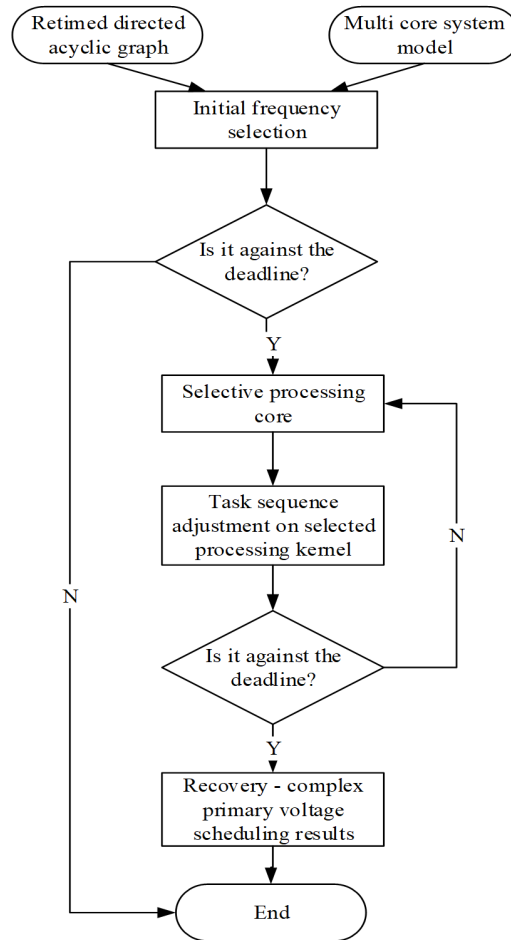 Retimed directed
acyclic graph
Multi core system
model
Initial frequency
selection
Is it against the
deadline?
Y
Selective processing
core
Task sequence
adjustment on selected
processing kernel
N
N
Is it against the
deadline?
Y
Recovery - complex
primary voltage
scheduling results
End